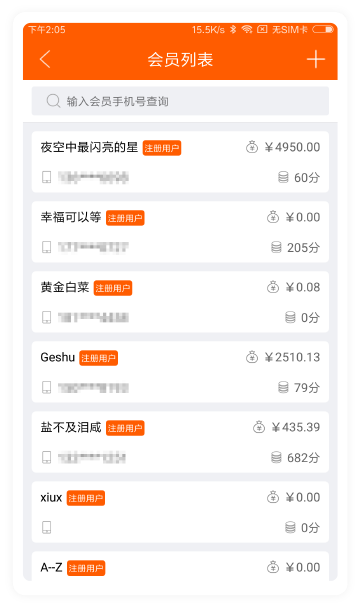 下午2:05 15.5K/s 无SIM卡
会员列表
输入会员手机号查询
夜空中最闪亮的星 注册用户 ￥4950.00
60分
幸福可以等 注册用户 ￥0.00
205分
黄金白菜 注册用户 ￥0.08
0分
Geshu 注册用户 ￥2510.13
79分
盐不及泪咸 注册用户 ￥435.39
682分
xiux 注册用户 ￥0.00
0分
A--Z 注册用户 ￥0.00